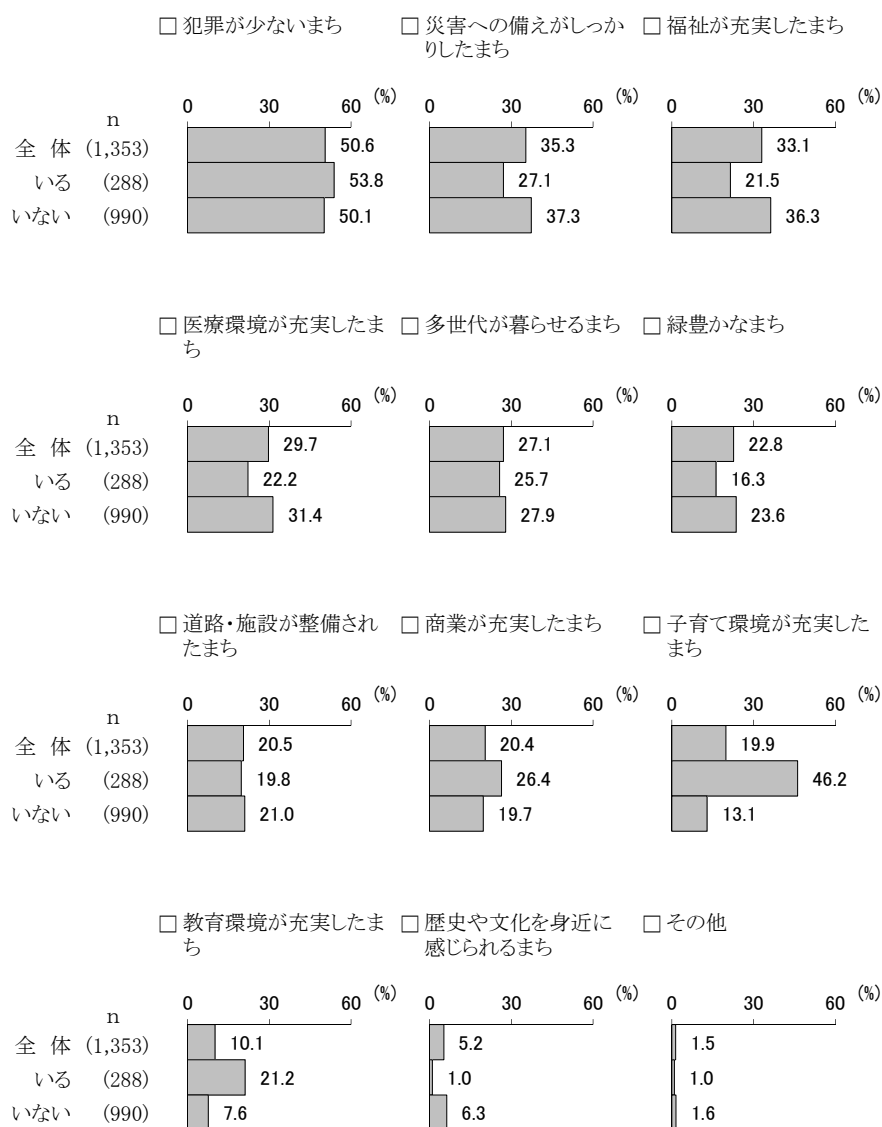 □ 犯罪が少ないまち
□ 災害への備えがしっか
りしたまち
□ 福祉が充実したまち
0 30 60 (%)
0 30 60 (%)
0 30 60 (%)
n
全 体 (1,353) 50.6 35.3 33.1
いる (288) 53.8 27.1 21.5
いない (990) 50.1 37.3 36.3
□ 医療環境が充実したま
ち
□ 多世代が暮らせるまち
□ 緑豊かなまち
0 30 60 (%)
0 30 60 (%)
0 30 60 (%)
n
全 体 (1,353) 29.7 27.1 22.8
いる (288) 22.2 25.7 16.3
いない (990) 31.4 27.9 23.6
□ 道路・施設が整備され
たまち
□ 商業が充実したまち
□ 子育て環境が充実した
まち
0 30 60 (%)
0 30 60 (%)
0 30 60 (%)
n
全 体 (1,353) 20.5 20.4 19.9
いる (288) 19.8 26.4 46.2
いない (990) 21.0 19.7 13.1
□ 教育環境が充実したま
ち
□ 歴史や文化を身近に
感じられるまち
□ その他
0 30 60 (%)
0 30 60 (%)
0 30 60 (%)
n
全 体 (1,353) 10.1 5.2 1.5
いる (288) 21.2 1.0 1.0
いない (990) 7.6 6.3 1.6